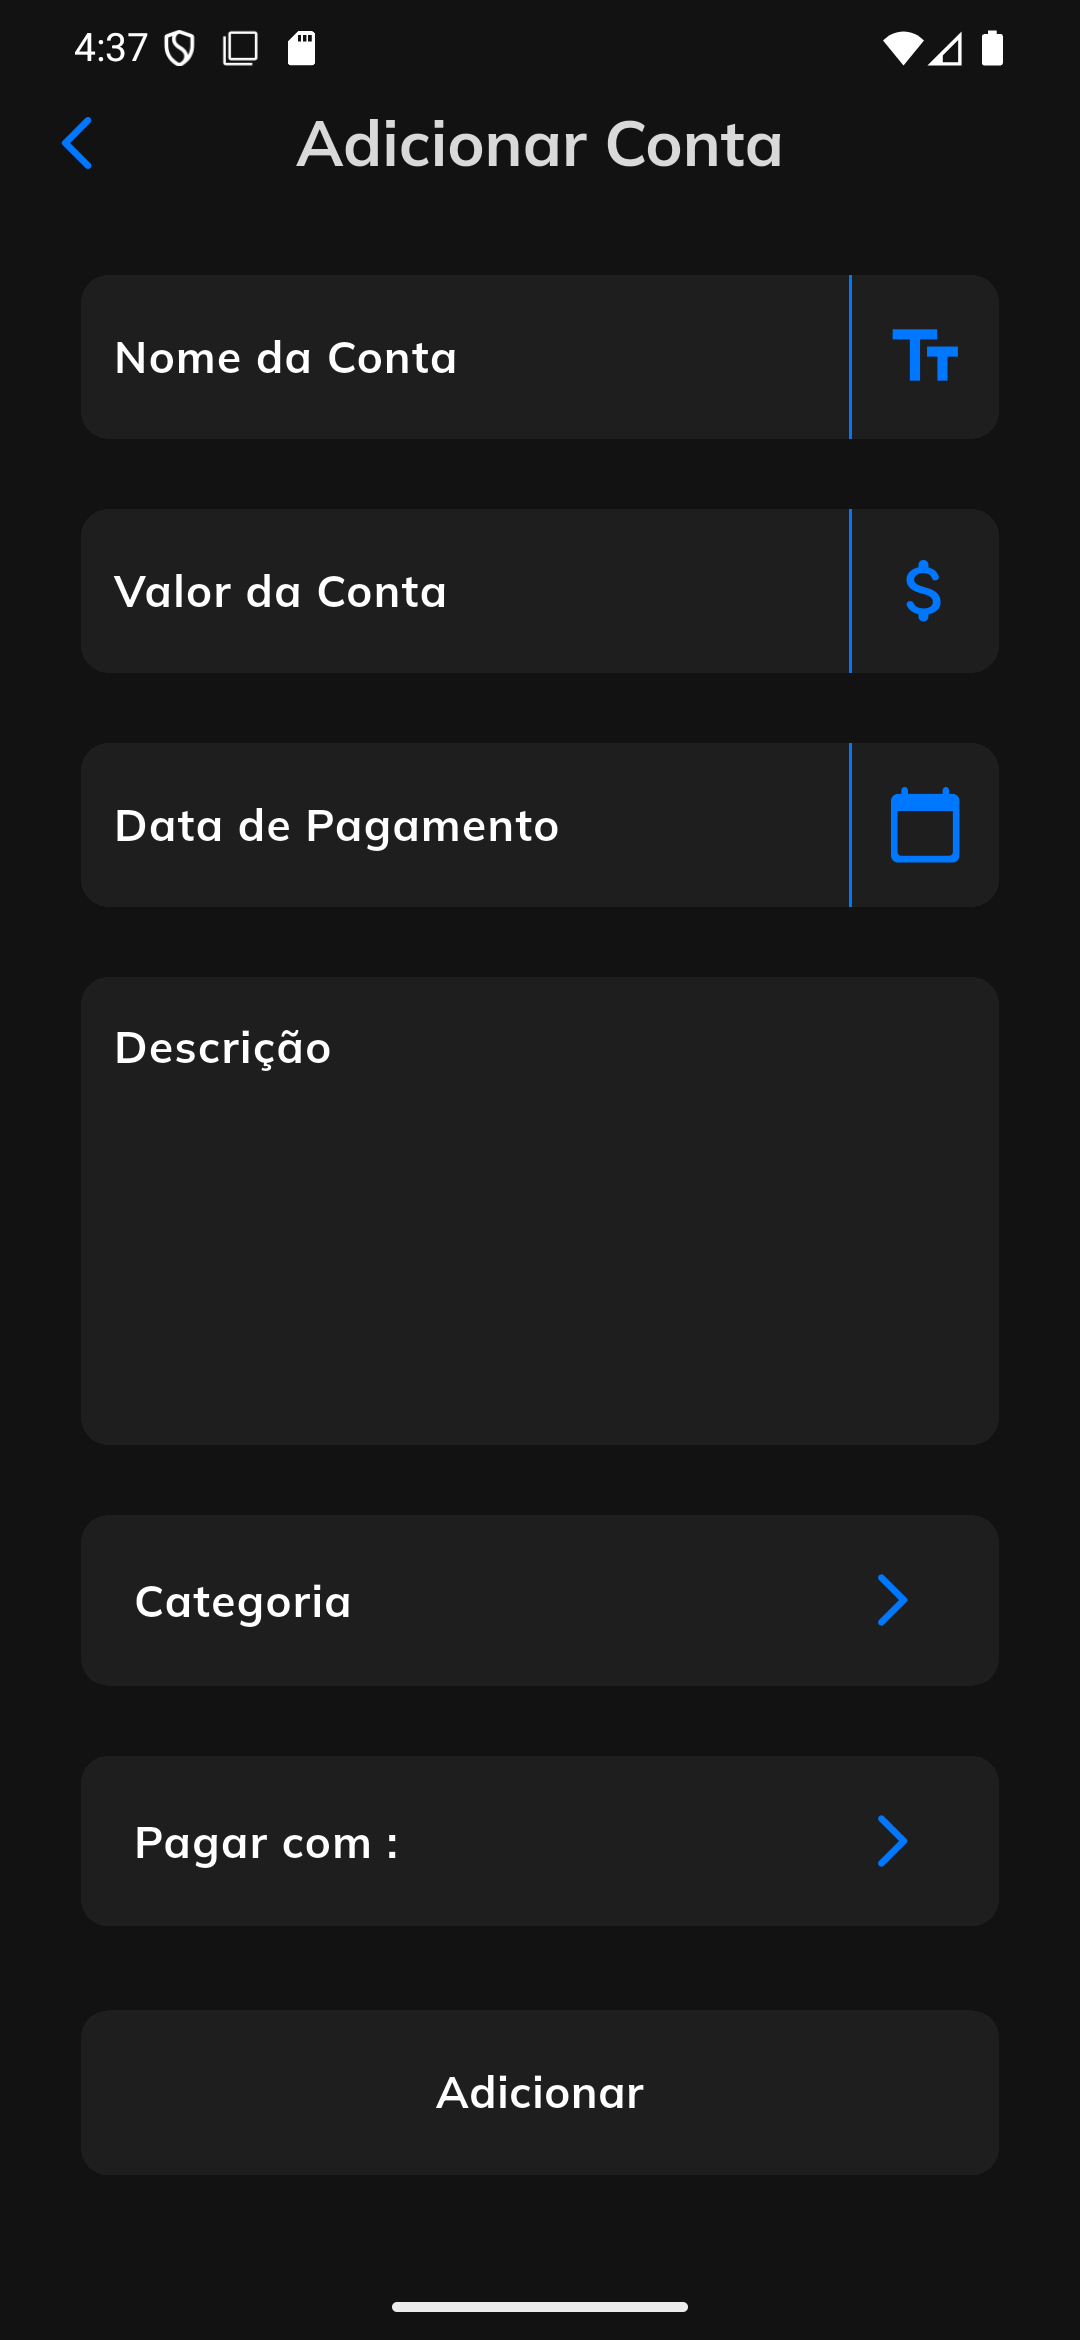 4:37
Adicionar Conta
Nome da Conta
Valor da Conta
Data de Pagamento
Descrição
Categoria
Pagar com :
Adicionar